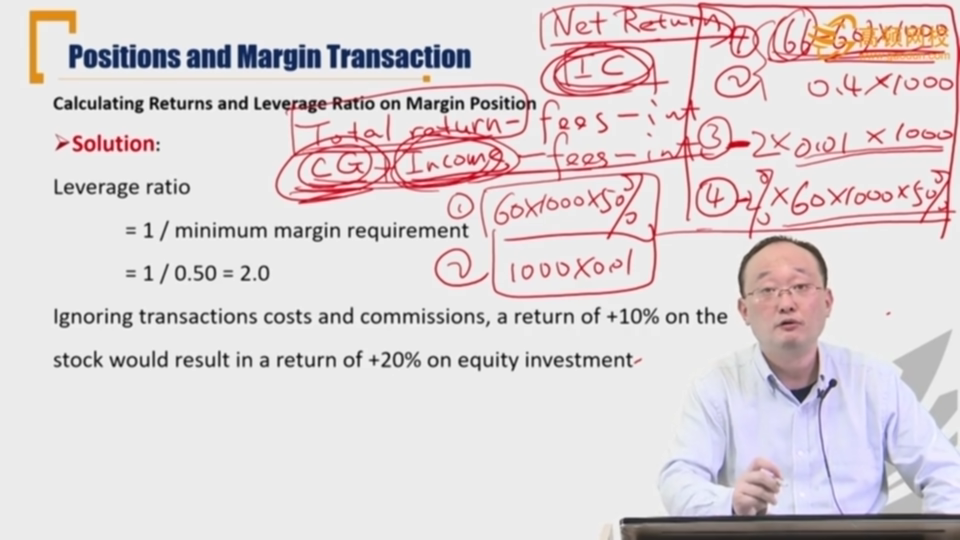 Positions and Margin Transaction
Calculating Returns and Leverage Ratio on Margin Position
➢Solution:
Leverage ratio
= 1 / minimum margin requirement
= 1 / 0.50 = 2.0
Ignoring transactions costs and commissions, a return of +10% on the
stock would result in a return of +20% on equity investment
Net Return
IC
Total return - fees - int
CG + Income - fees - int
① 60×1000×50%
② 1000×0.01
① (66-60)×1000
② 0.4×1000
③ -2×0.01×1000
④ -2%×60×1000×50%